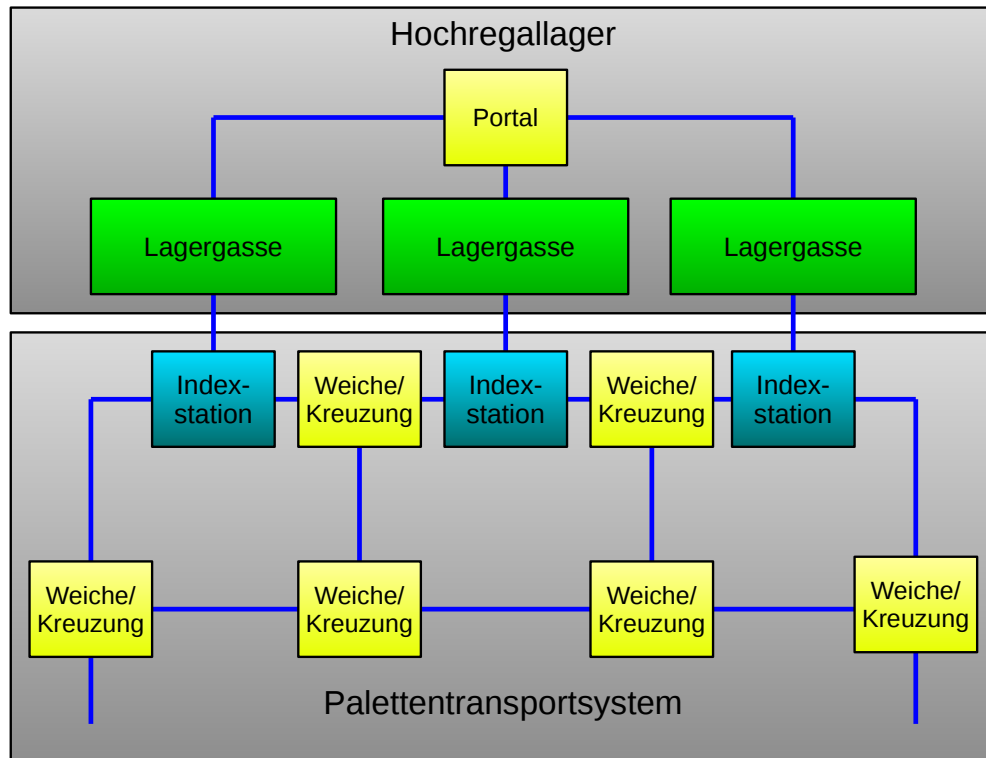 Hochregallager
Portal
Lagergasse
Lagergasse
Lagergasse
Index-
station
Weiche/
Kreuzung
Index-
station
Weiche/
Kreuzung
Index-
station
Weiche/
Kreuzung
Weiche/
Kreuzung
Weiche/
Kreuzung
Weiche/
Kreuzung
Palettentransportsystem